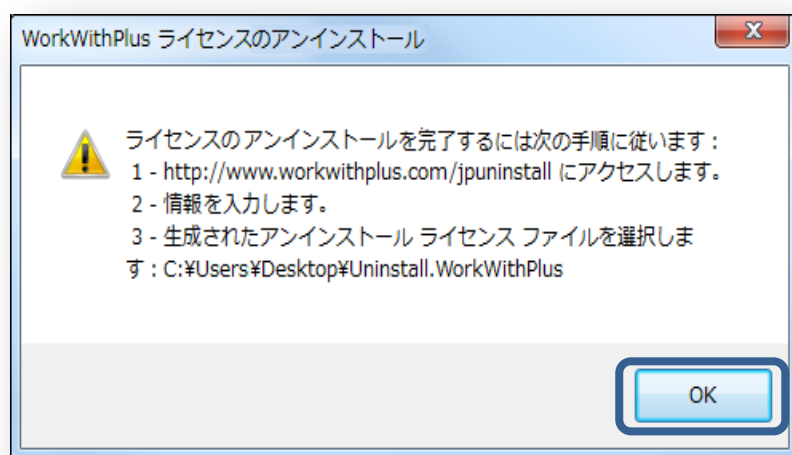 WorkWithPlus ライセンスのアンインストール
ライセンスのアンインストールを完了するには次の手順に従います：
1 - http://www.workwithplus.com/jpuninstall にアクセスします。
2 - 情報を入力します。
3 - 生成されたアンインストール ライセンス ファイルを選択しま
す：C:¥Users¥Desktop¥Uninstall.WorkWithPlus
OK